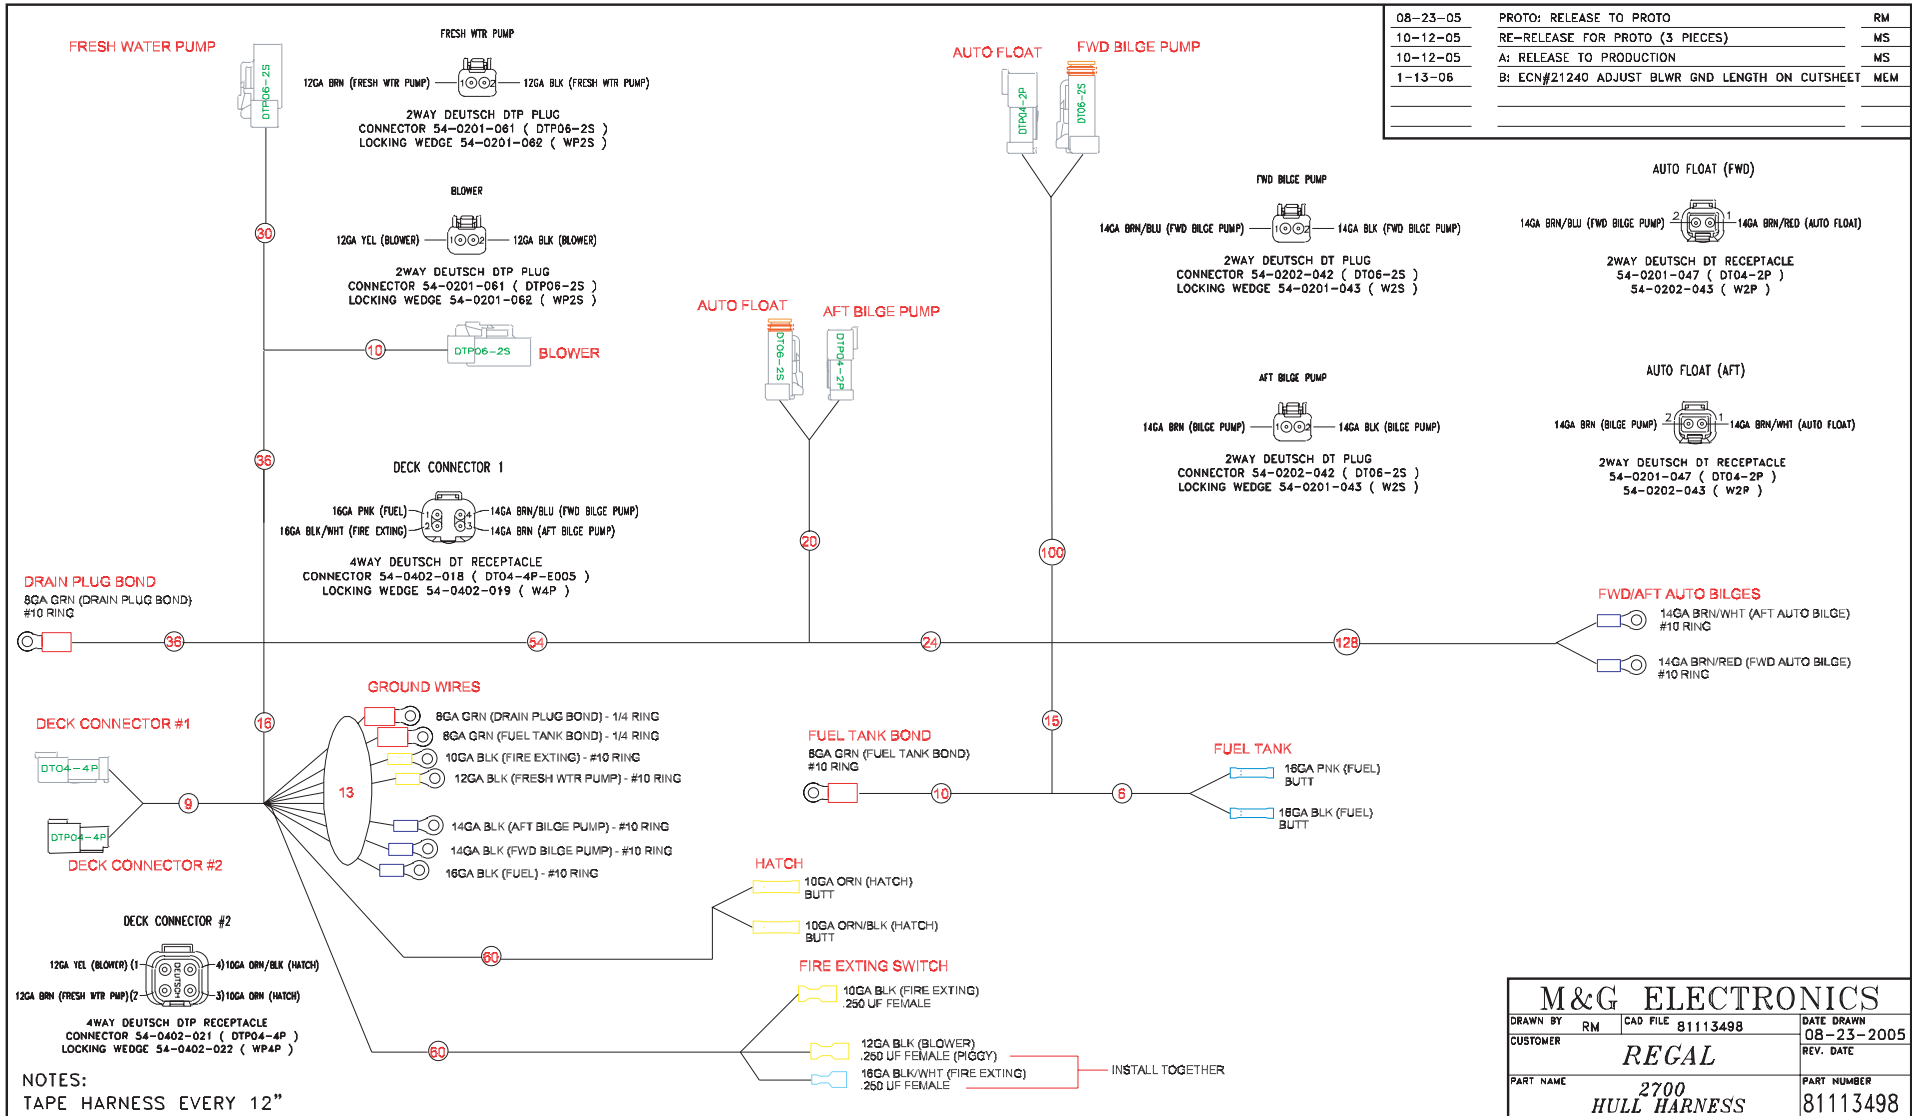 08-23-05 PROTO: RELEASE TO PROTO RM
10-12-05 RE-RELEASE FOR PROTO (3 PIECES) MS
10-12-05 A: RELEASE TO PRODUCTION MS
1-13-06 B: ECN#21240 ADJUST BLWR GND LENGTH ON CUTSHEET MEM
FRESH WATER PUMP
DTP06-2S
FRESH WTR PUMP
12GA BRN (FRESH WTR PUMP) 1 2 12GA BLK (FRESH WTR PUMP)
2WAY DEUTSCH DTP PLUG
CONNECTOR 54-0201-061 ( DTP06-2S )
LOCKING WEDGE 54-0201-062 ( WP2S )
BLOWER
12GA YEL (BLOWER) 1 2 12GA BLK (BLOWER)
2WAY DEUTSCH DTP PLUG
CONNECTOR 54-0201-061 ( DTP06-2S )
LOCKING WEDGE 54-0201-062 ( WP2S )
30
10
DTP06-2S
BLOWER
36
AUTO FLOAT
FWD BILGE PUMP
DTP04-2P
DT06-2S
FWD BILGE PUMP
14GA BRN/BLU (FWD BILGE PUMP) 1 2 14GA BLK (FWD BILGE PUMP)
2WAY DEUTSCH DT PLUG
CONNECTOR 54-0202-042 ( DT06-2S )
LOCKING WEDGE 54-0201-043 ( W2S )
AUTO FLOAT (FWD)
14GA BRN/BLU (FWD BILGE PUMP) 2 1 14GA BRN/RED (AUTO FLOAT)
2WAY DEUTSCH DT RECEPTACLE
54-0201-047 ( DT04-2P )
54-0202-043 ( W2P )
AUTO FLOAT
AFT BILGE PUMP
DT06-2S
DTP04-2P
AFT BILGE PUMP
14GA BRN (BILGE PUMP) 1 2 14GA BLK (BILGE PUMP)
2WAY DEUTSCH DT PLUG
CONNECTOR 54-0202-042 ( DT06-2S )
LOCKING WEDGE 54-0201-043 ( W2S )
AUTO FLOAT (AFT)
14GA BRN (BILGE PUMP) 2 1 14GA BRN/WHT (AUTO FLOAT)
2WAY DEUTSCH DT RECEPTACLE
54-0201-047 ( DT04-2P )
54-0202-043 ( W2P )
DECK CONNECTOR 1
16GA PNK (FUEL) 1 4 14GA BRN/BLU (FWD BILGE PUMP)
16GA BLK/WHT (FIRE EXTING) 2 3 14GA BRN (AFT BILGE PUMP)
4WAY DEUTSCH DT RECEPTACLE
CONNECTOR 54-0402-018 ( DT04-4P-E005 )
LOCKING WEDGE 54-0402-019 ( W4P )
20
100
DRAIN PLUG BOND
8GA GRN (DRAIN PLUG BOND)
#10 RING
36
54
24
128
FWD/AFT AUTO BILGES
14GA BRN/WHT (AFT AUTO BILGE)
#10 RING
14GA BRN/RED (FWD AUTO BILGE)
#10 RING
16
15
GROUND WIRES
8GA GRN (DRAIN PLUG BOND) - 1/4 RING
8GA GRN (FUEL TANK BOND) - 1/4 RING
10GA BLK (FIRE EXTING) - #10 RING
12GA BLK (FRESH WTR PUMP) - #10 RING
13
14GA BLK (AFT BILGE PUMP) - #10 RING
14GA BLK (FWD BILGE PUMP) - #10 RING
16GA BLK (FUEL) - #10 RING
DECK CONNECTOR #1
DT04-4P
9
DTP04-4P
DECK CONNECTOR #2
FUEL TANK BOND
8GA GRN (FUEL TANK BOND)
#10 RING
10
6
FUEL TANK
16GA PNK (FUEL)
BUTT
16GA BLK (FUEL)
BUTT
HATCH
10GA ORN (HATCH)
BUTT
10GA ORN/BLK (HATCH)
BUTT
60
DECK CONNECTOR #2
12GA YEL (BLOWER) (1 4) 10GA ORN/BLK (HATCH)
DEUTSCH
12GA BRN (FRESH WTR PMP) (2 3) 10GA ORN (HATCH)
4WAY DEUTSCH DTP RECEPTACLE
CONNECTOR 54-0402-021 ( DTP04-4P )
LOCKING WEDGE 54-0402-022 ( WP4P )
60
FIRE EXTING SWITCH
10GA BLK (FIRE EXTING)
.250 UF FEMALE
12GA BLK (BLOWER)
.250 UF FEMALE (PIGGY)
16GA BLK/WHT (FIRE EXTING)
.250 UF FEMALE
INSTALL TOGETHER
NOTES:
TAPE HARNESS EVERY 12"
M&G ELECTRONICS
DRAWN BY RM CAD FILE 81113498 DATE DRAWN 08-23-2005
CUSTOMER REGAL REV. DATE
PART NAME 2700 HULL HARNESS PART NUMBER 81113498